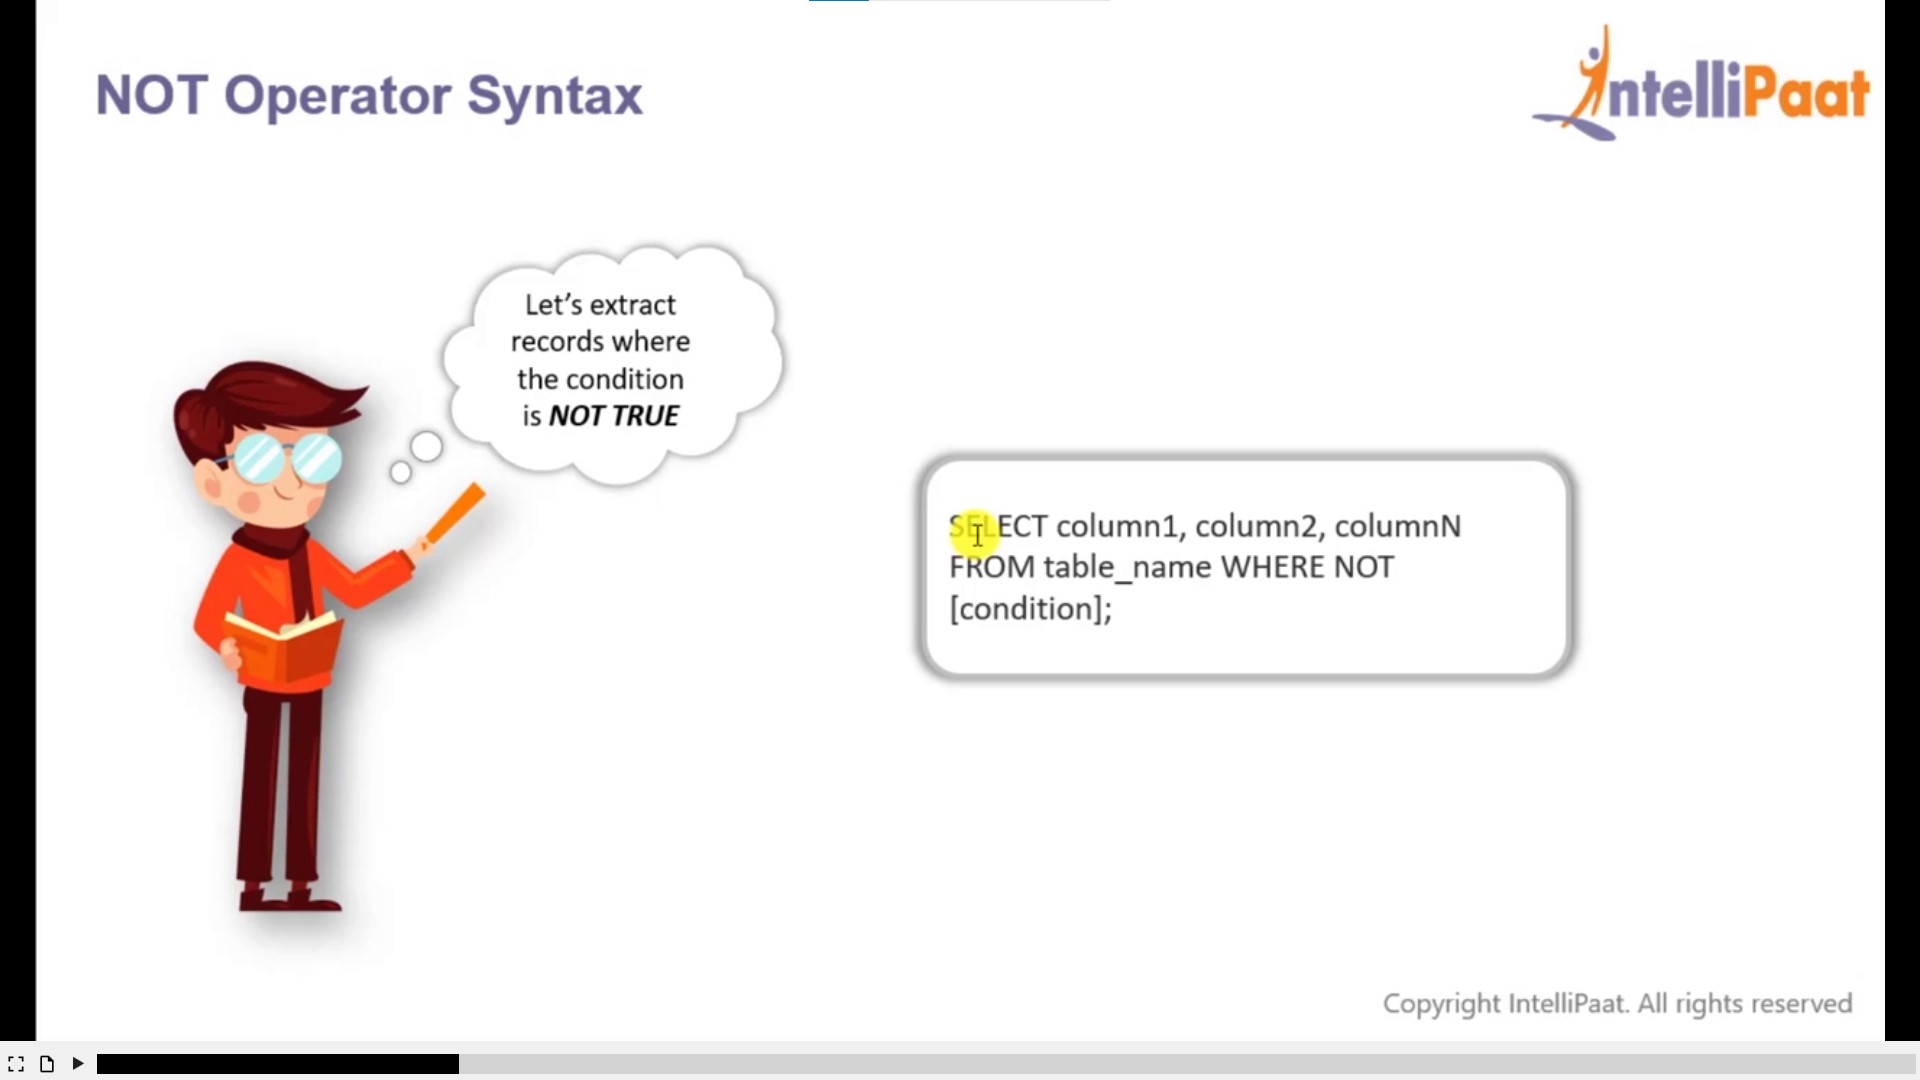 NOT Operator Syntax
IntelliPaat
Let's extract
records where
the condition
is NOT TRUE
SELECT column1, column2, columnN
FROM table_name WHERE NOT
[condition];
Copyright IntelliPaat. All rights reserved